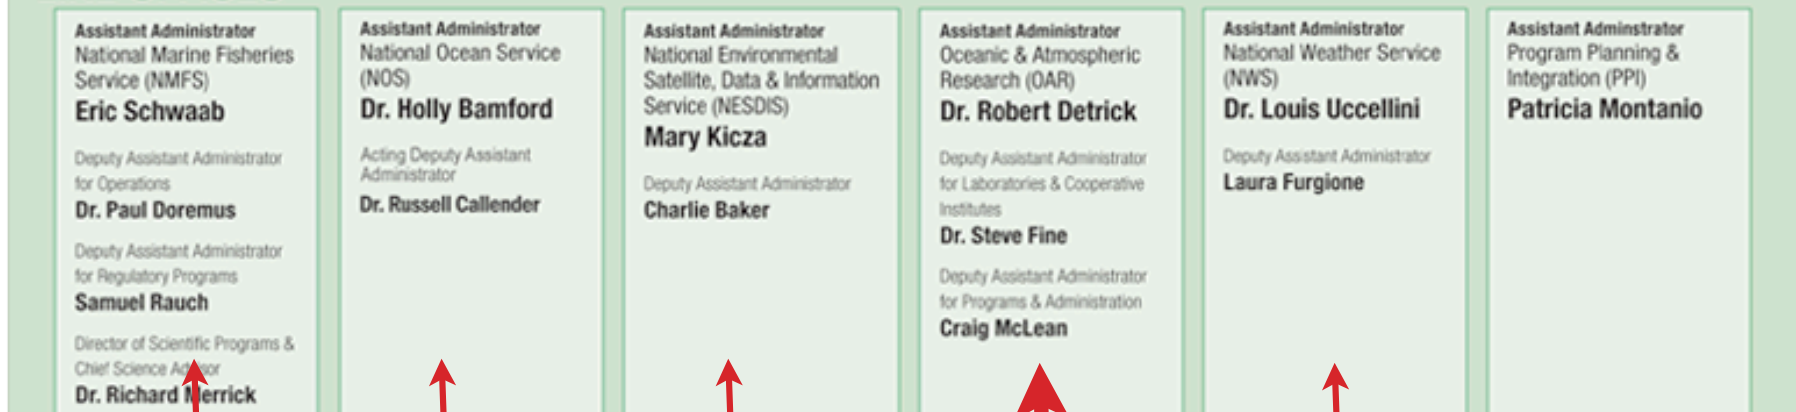 Assistant Administrator
National Marine Fisheries
Service (NMFS)
Eric Schwaab
Deputy Assistant Administrator
for Operations
Dr. Paul Doremus
Deputy Assistant Administrator
for Regulatory Programs
Samuel Rauch
Director of Scientific Programs &
Chief Science Advisor
Dr. Richard Merrick
Assistant Administrator
National Ocean Service
(NOS)
Dr. Holly Bamford
Acting Deputy Assistant
Administrator
Dr. Russell Callender
Assistant Administrator
National Environmental
Satellite, Data & Information
Service (NESDIS)
Mary Kicza
Deputy Assistant Administrator
Charlie Baker
Assistant Administrator
Oceanic & Atmospheric
Research (OAR)
Dr. Robert Detrick
Deputy Assistant Administrator
for Laboratories & Cooperative
Institutes
Dr. Steve Fine
Deputy Assistant Administrator
for Programs & Administration
Craig McLean
Assistant Administrator
National Weather Service
(NWS)
Dr. Louis Uccellini
Deputy Assistant Administrator
Laura Furgione
Assistant Adminstrator
Program Planning &
Integration (PPI)
Patricia Montanio